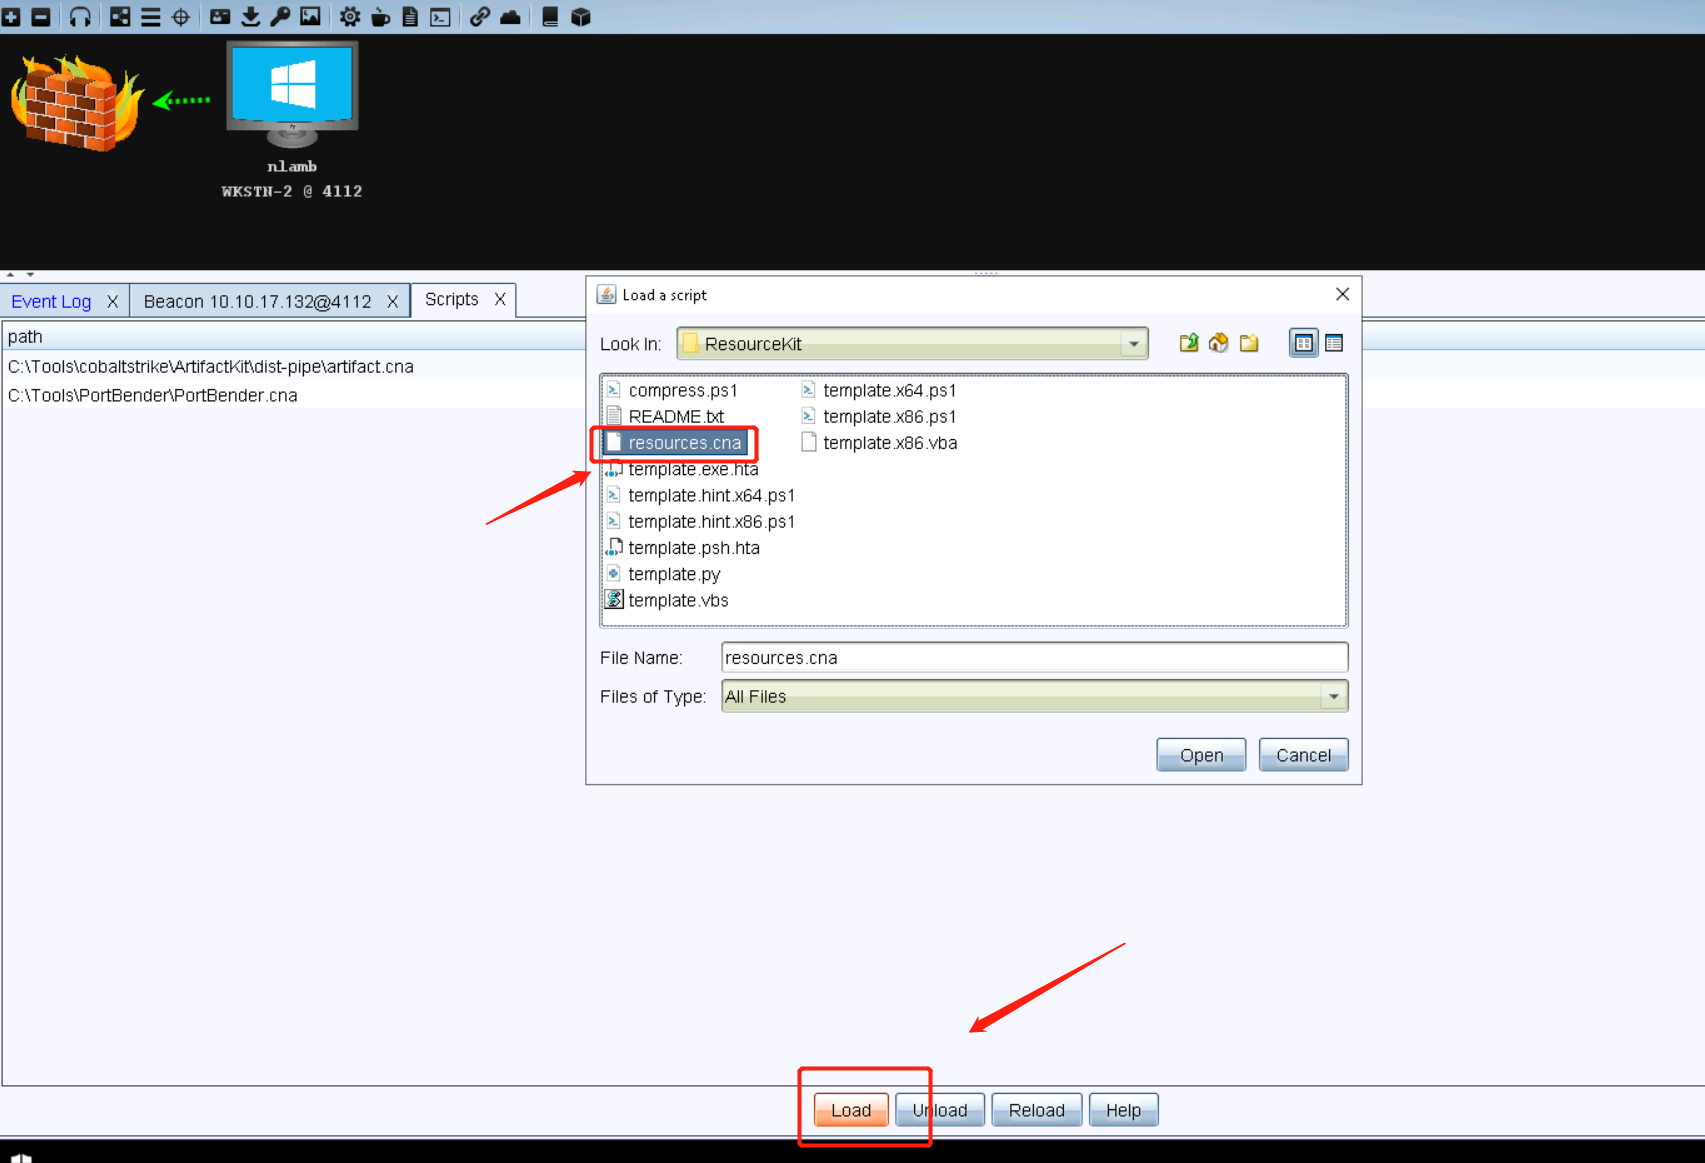 nlamb
WKSTN-2 @ 4112
Event Log X
Beacon 10.10.17.132@4112 X
Scripts X
path
C:\Tools\cobaltstrike\ArtifactKit\dist-pipe\artifact.cna
C:\Tools\PortBender\PortBender.cna
Load a script
Look In: ResourceKit
compress.ps1
README.txt
resources.cna
template.exe.hta
template.hint.x64.ps1
template.hint.x86.ps1
template.psh.hta
template.py
template.vbs
template.x64.ps1
template.x86.ps1
template.x86.vba
File Name: resources.cna
Files of Type: All Files
Open Cancel
Load Unload Reload Help